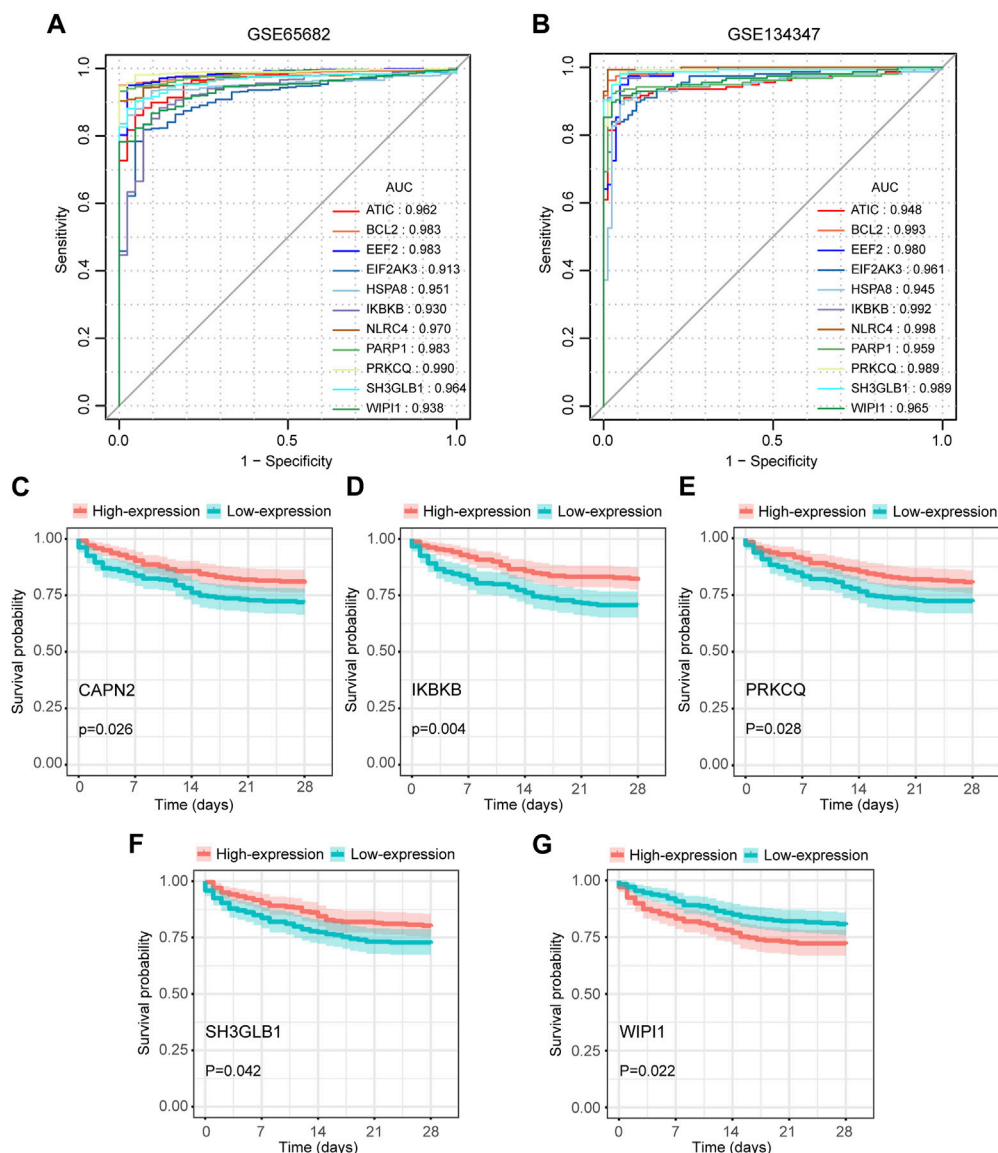 A
GSE65682
Sensitivity
1.0
0.8
0.6
0.4
0.2
0.0
AUC
ATIC : 0.962
BCL2 : 0.983
EEF2 : 0.983
EIF2AK3 : 0.913
HSPA8 : 0.951
IKBKB : 0.930
NLRC4 : 0.970
PARP1 : 0.983
PRKCQ : 0.990
SH3GLB1 : 0.964
WIPI1 : 0.938
0.0 0.5 1.0
1 − Specificity
B
GSE134347
Sensitivity
1.0
0.8
0.6
0.4
0.2
0.0
AUC
ATIC : 0.948
BCL2 : 0.993
EEF2 : 0.980
EIF2AK3 : 0.961
HSPA8 : 0.945
IKBKB : 0.992
NLRC4 : 0.998
PARP1 : 0.959
PRKCQ : 0.989
SH3GLB1 : 0.989
WIPI1 : 0.965
0.0 0.5 1.0
1 − Specificity
C
High-expression Low-expression
Survival probability
1.00
0.75
0.50
0.25
0.00
CAPN2
p=0.026
0 7 14 21 28
Time (days)
D
High-expression Low-expression
Survival probability
1.00
0.75
0.50
0.25
0.00
IKBKB
p=0.004
0 7 14 21 28
Time (days)
E
High-expression Low-expression
Survival probability
1.00
0.75
0.50
0.25
0.00
PRKCQ
P=0.028
0 7 14 21 28
Time (days)
F
High-expression Low-expression
Survival probability
1.00
0.75
0.50
0.25
0.00
SH3GLB1
P=0.042
0 7 14 21 28
Time (days)
G
High-expression Low-expression
Survival probability
1.00
0.75
0.50
0.25
0.00
WIPI1
P=0.022
0 7 14 21 28
Time (days)